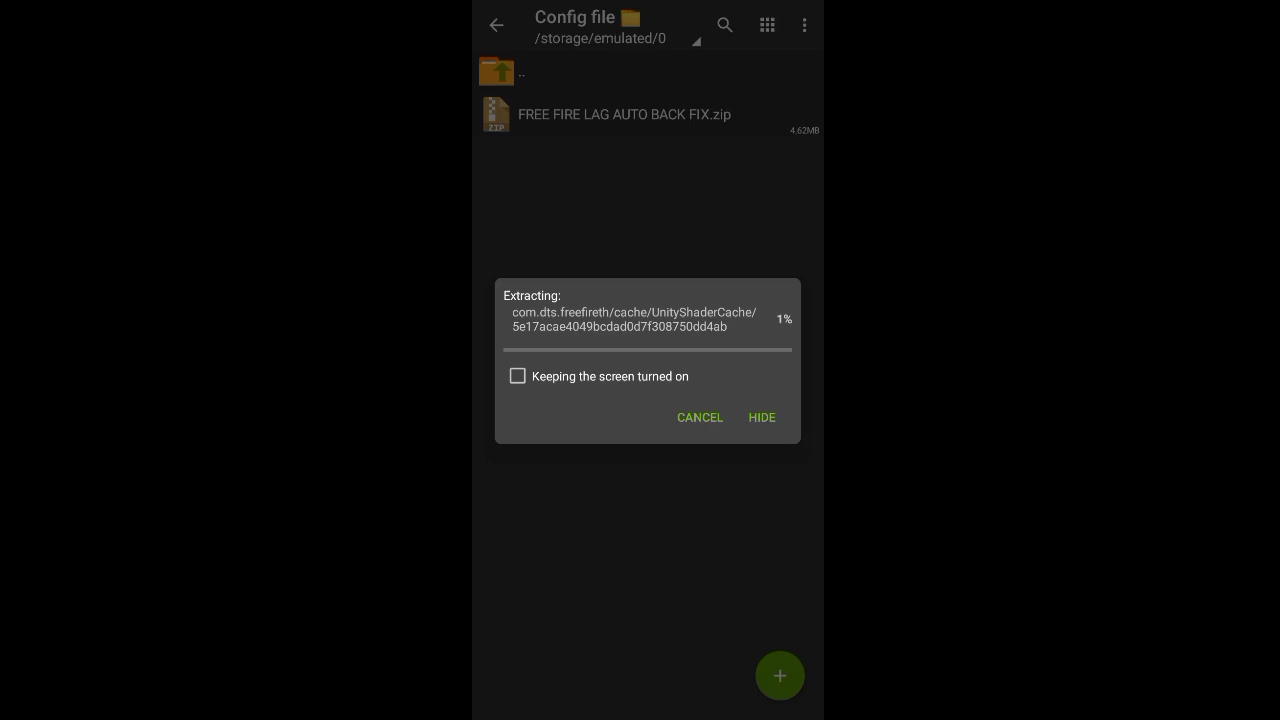 Config file
/storage/emulated/0
..
FREE FIRE LAG AUTO BACK FIX.zip
ZIP
4.62MB
Extracting:
com.dts.freefireth/cache/UnityShaderCache/
5e17acae4049bcdad0d7f308750dd4ab
1%
Keeping the screen turned on
CANCEL HIDE